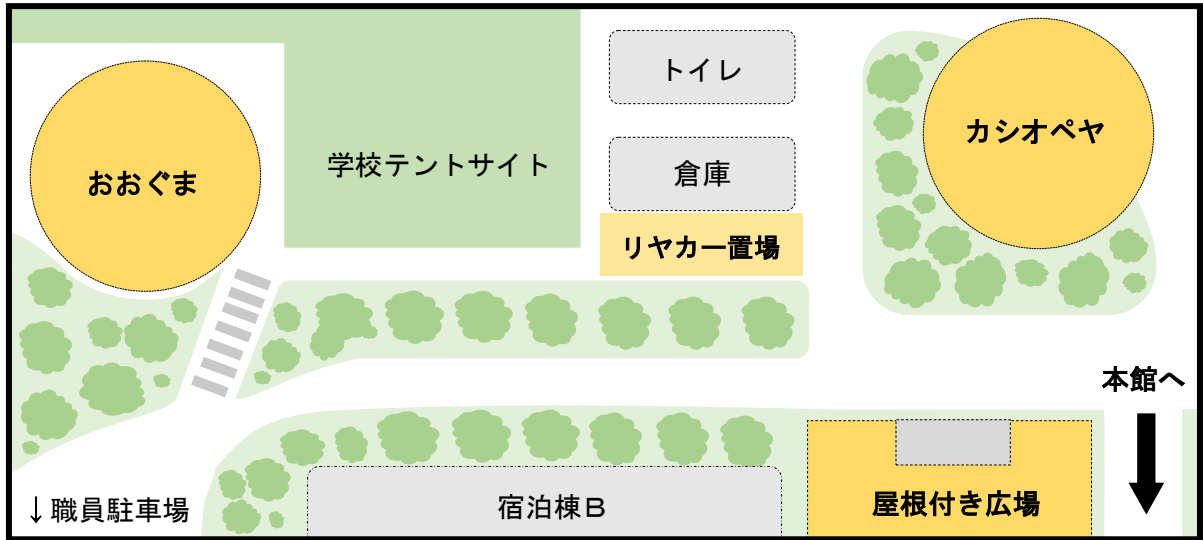 トイレ
カシオペヤ
学校テントサイト
倉庫
おおぐま
リヤカー置場
本館へ
↓職員駐車場
宿泊棟B
屋根付き広場